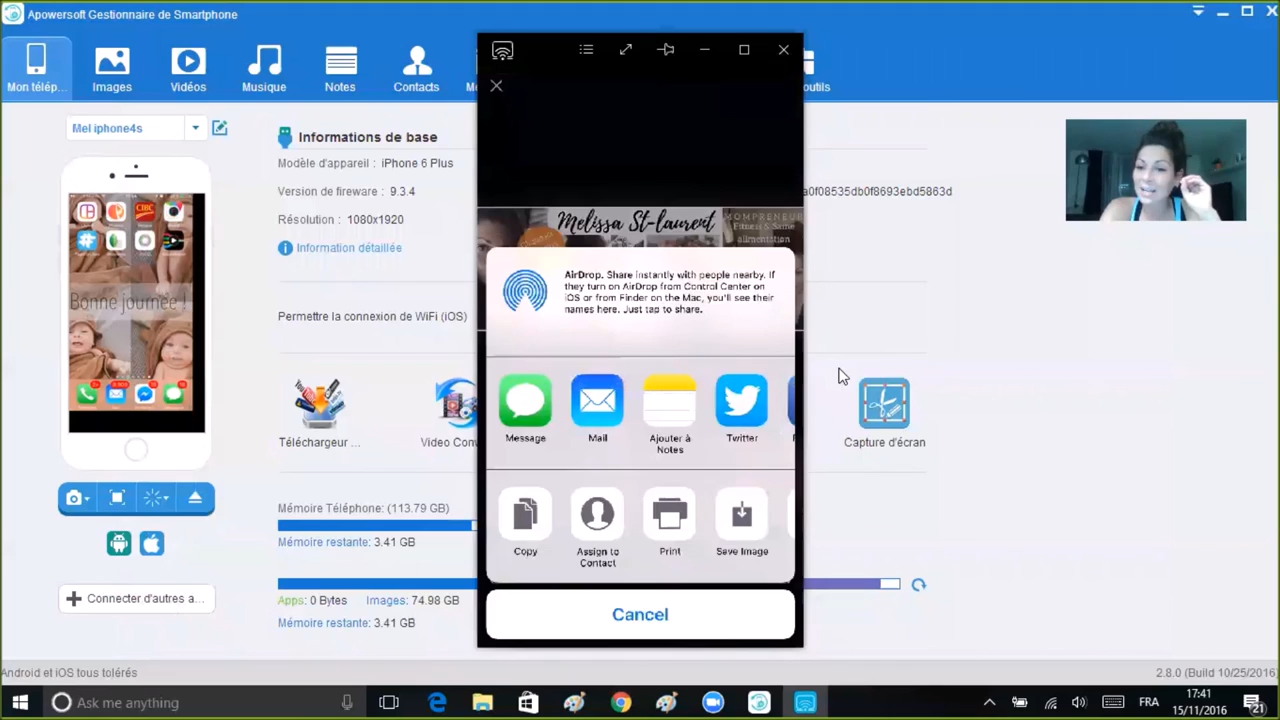 Apowersoft Gestionnaire de Smartphone
Mon télép...
Images
Vidéos
Musique
Notes
Contacts
outils
Mel iphone4s
Informations de base
Modèle d'appareil : iPhone 6 Plus
Version de fireware : 9.3.4
a0f08535db0f8693ebd5863d
Résolution : 1080x1920
Information détaillée
Permettre la connexion de WiFi (iOS)
Téléchargeur ...
Video Con
Capture d'écran
Mémoire Téléphone: (113.79 GB)
Mémoire restante: 3.41 GB
Apps: 0 Bytes
Images: 74.98 GB
Mémoire restante: 3.41 GB
CIBC
Bonne journée !
Connecter d'autres a...
Melissa St-laurent
MOMPRENEUR
Fitness & Saine
alimentation
AirDrop. Share instantly with people nearby. If
they turn on AirDrop from Control Center on
iOS or from Finder on the Mac, you'll see their
names here. Just tap to share.
Message
Mail
Ajouter à
Notes
Twitter
Copy
Assign to
Contact
Print
Save Image
Cancel
Android et iOS tous tolérés
2.8.0 (Build 10/25/2016)
Ask me anything
FRA
17:41
15/11/2016
21